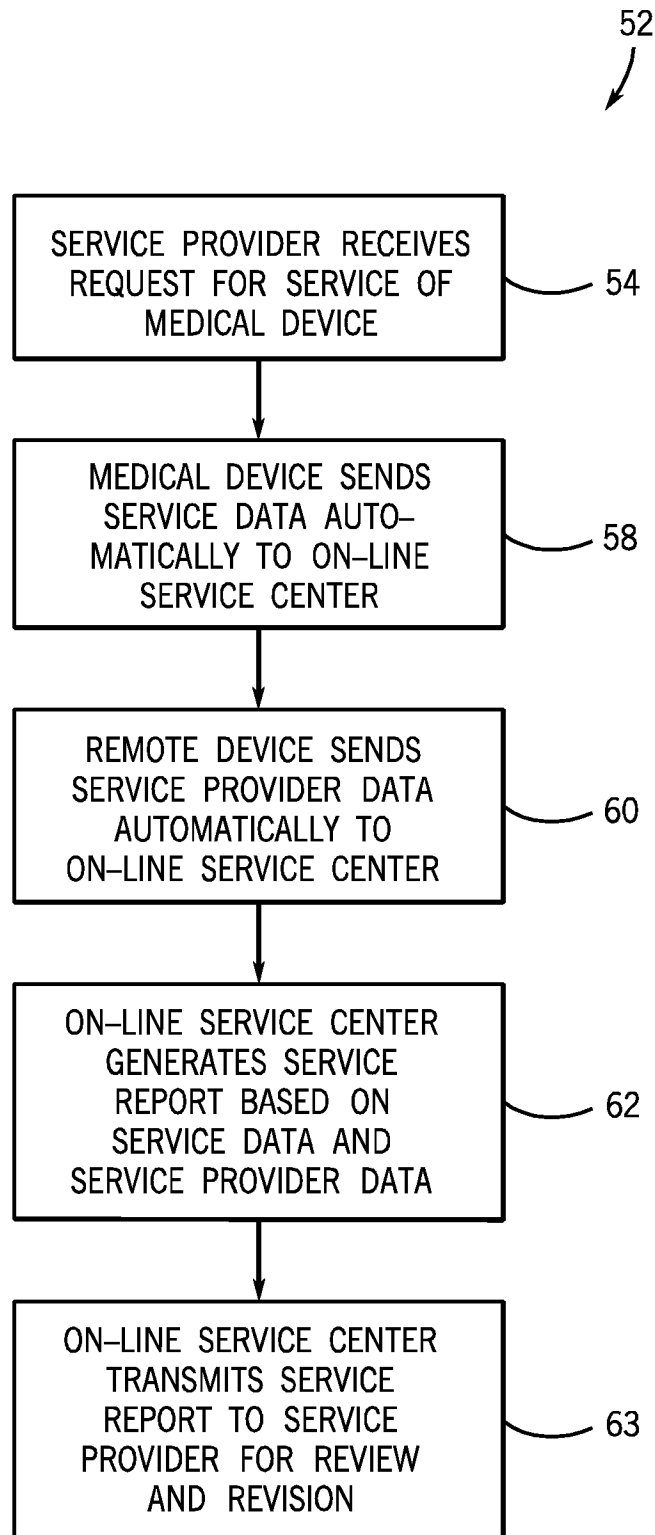 52
SERVICE PROVIDER RECEIVES
REQUEST FOR SERVICE OF
MEDICAL DEVICE
54
MEDICAL DEVICE SENDS
SERVICE DATA AUTO–
MATICALLY TO ON–LINE
SERVICE CENTER
58
REMOTE DEVICE SENDS
SERVICE PROVIDER DATA
AUTOMATICALLY TO
ON–LINE SERVICE CENTER
60
ON–LINE SERVICE CENTER
GENERATES SERVICE
REPORT BASED ON
SERVICE DATA AND
SERVICE PROVIDER DATA
62
ON–LINE SERVICE CENTER
TRANSMITS SERVICE
REPORT TO SERVICE
PROVIDER FOR REVIEW
AND REVISION
63